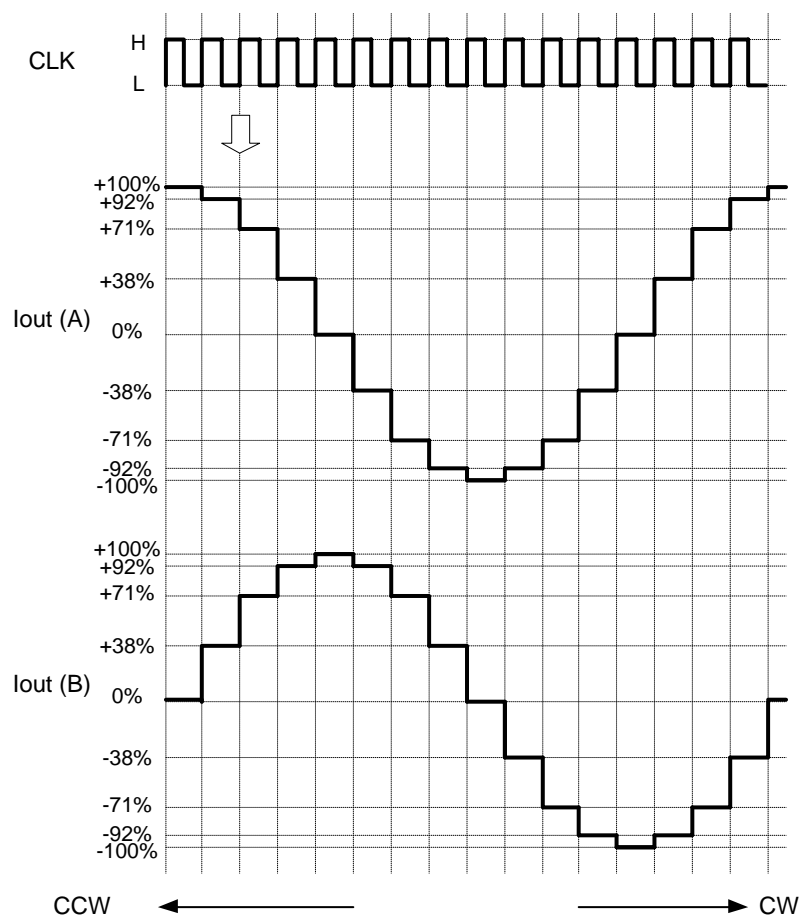 H
CLK
L
+100%
+92%
+71%
+38%
Iout (A)
0%
-38%
-71%
-92%
-100%
+100%
+92%
+71%
+38%
Iout (B)
0%
-38%
-71%
-92%
-100%
CCW
CW